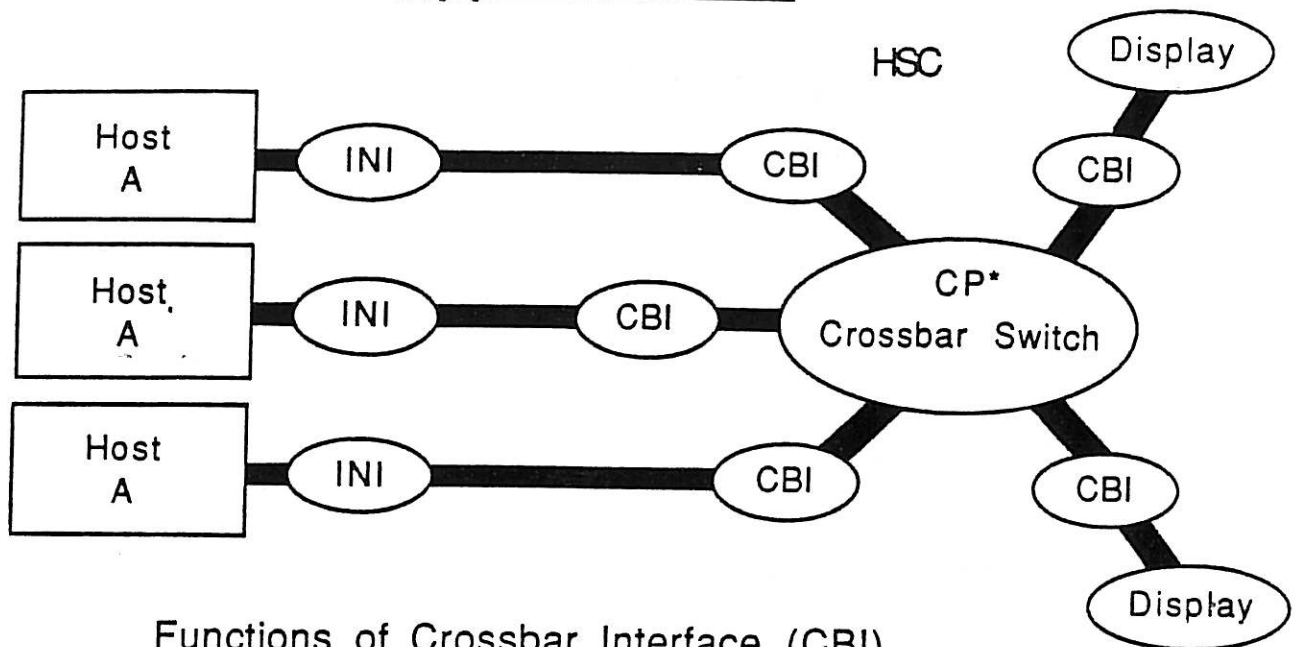 HSC
Display
Host
A
INI
CBI
CBI
Host
A
INI
CBI
CP*
Crossbar Switch
Host
A
INI
CBI
CBI
Display
Functions of Crossbar Interface (CBI)